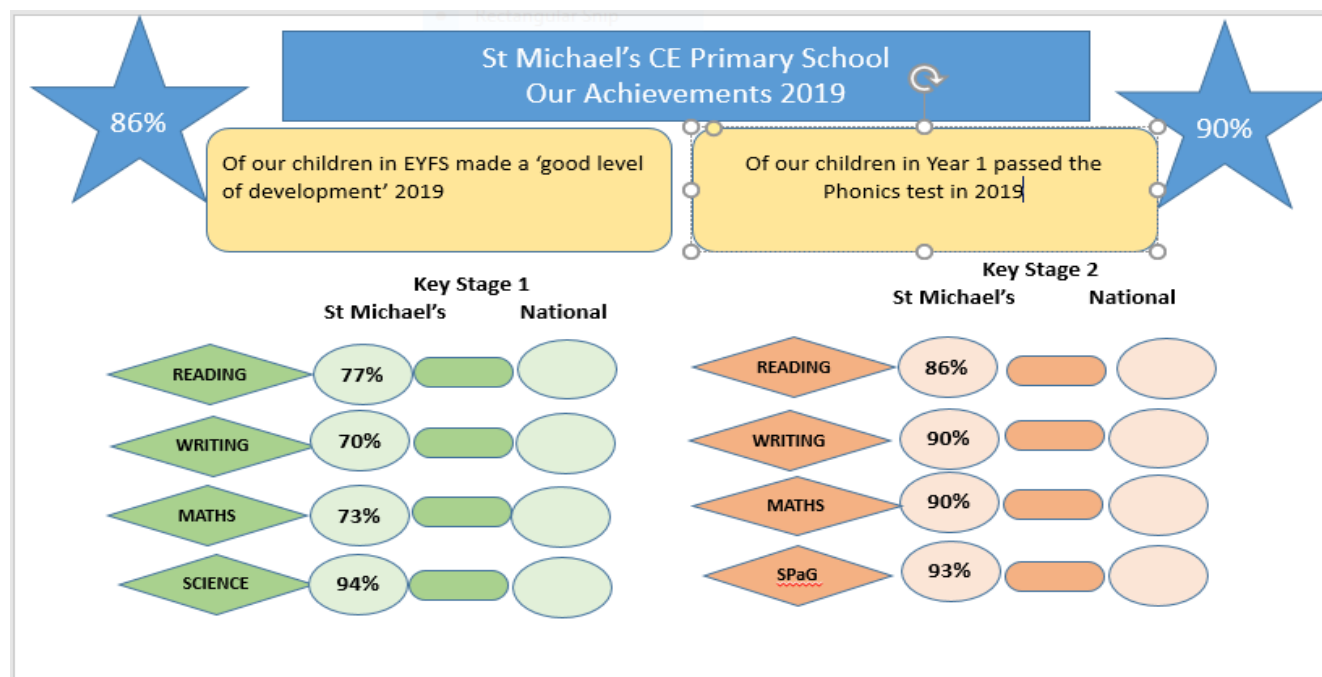 Rectangular Snip
St Michael's CE Primary School
Our Achievements 2019
86%
90%
Of our children in EYFS made a 'good level
of development' 2019
Of our children in Year 1 passed the
Phonics test in 2019
Key Stage 1
St Michael's National
READING 77%
WRITING 70%
MATHS 73%
SCIENCE 94%
Key Stage 2
St Michael's National
READING 86%
WRITING 90%
MATHS 90%
SPaG 93%